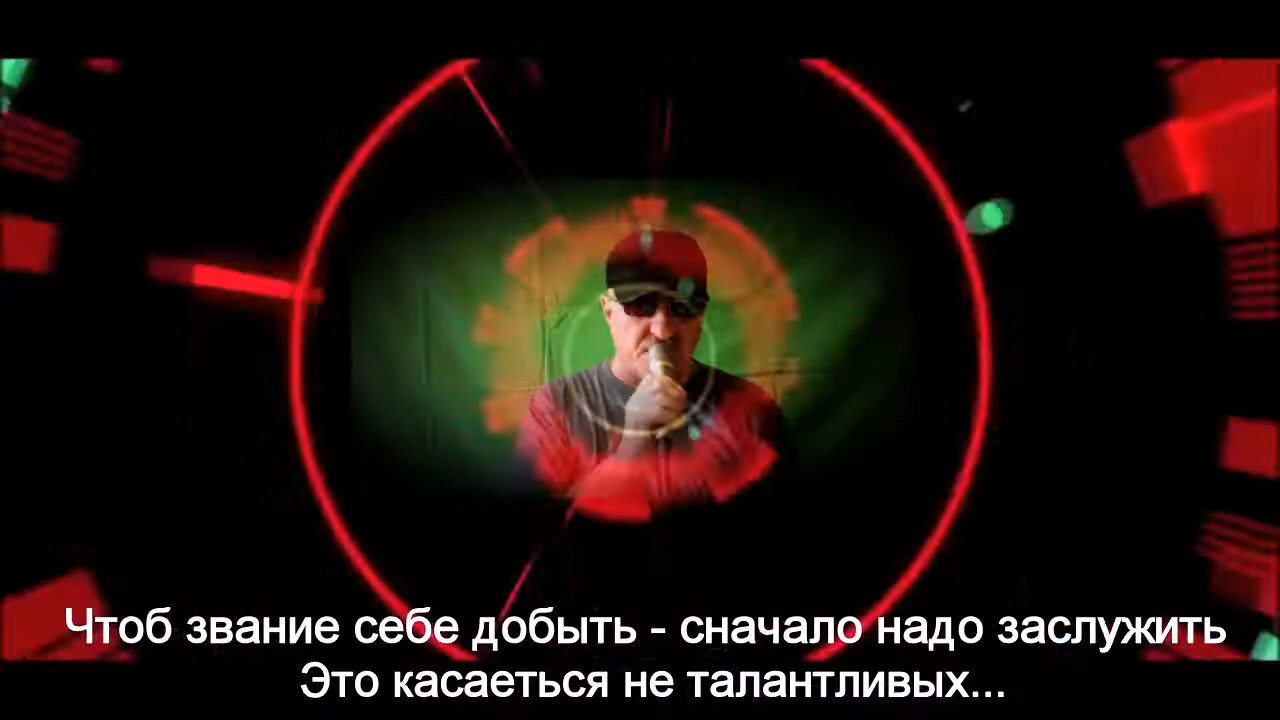 Чтоб звание себе добыть - сначало надо заслужить
Это касаеться не талантливых...